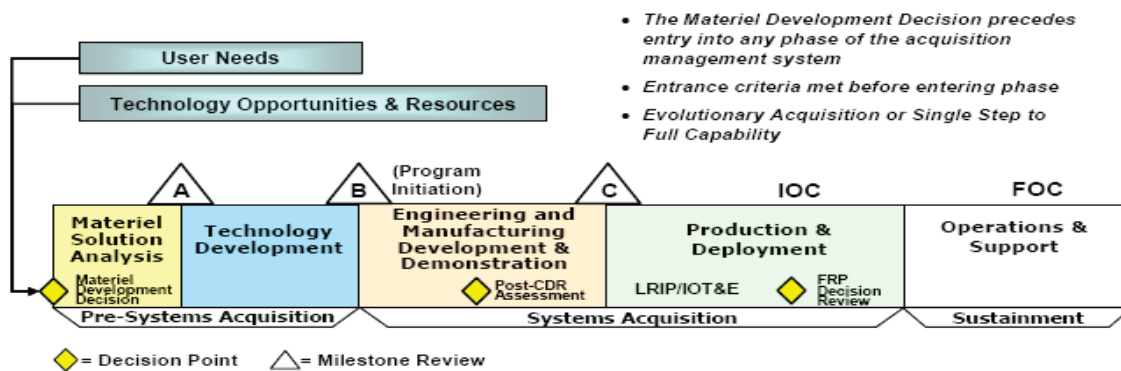 • The Materiel Development Decision precedes
entry into any phase of the acquisition
management system
• Entrance criteria met before entering phase
• Evolutionary Acquisition or Single Step to
Full Capability
User Needs
Technology Opportunities & Resources
A
B
(Program
Initiation)
C
IOC
FOC
Materiel
Solution
Analysis
Materiel
Development
Decision
Technology
Development
Engineering and
Manufacturing
Development &
Demonstration
Post-CDR
Assessment
Production &
Deployment
LRIP/IOT&E
FRP
Decision
Review
Operations &
Support
Pre-Systems Acquisition
Systems Acquisition
Sustainment
= Decision Point
= Milestone Review